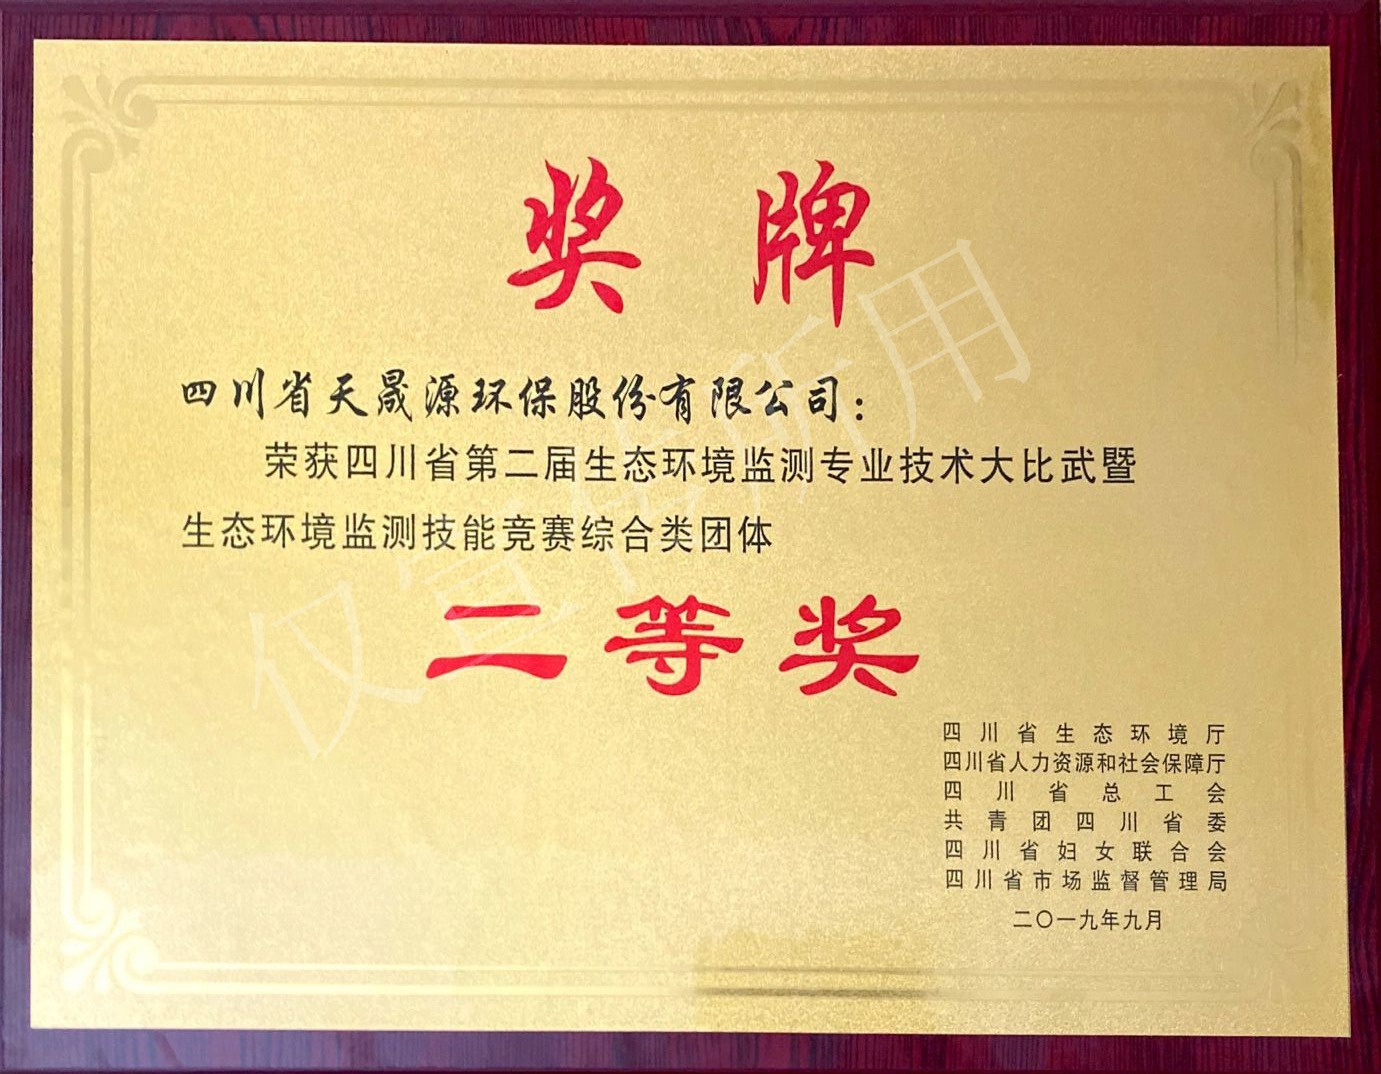 奖牌
四川省天晟源环保股份有限公司：
荣获四川省第二届生态环境监测专业技术大比武暨
生态环境监测技能竞赛综合类团体
二等奖
四川省生态环境厅
四川省人力资源和社会保障厅
四川省总工会
共青团四川省委
四川省妇女联合会
四川省市场监督管理局
二〇一九年九月
仅宣传所用